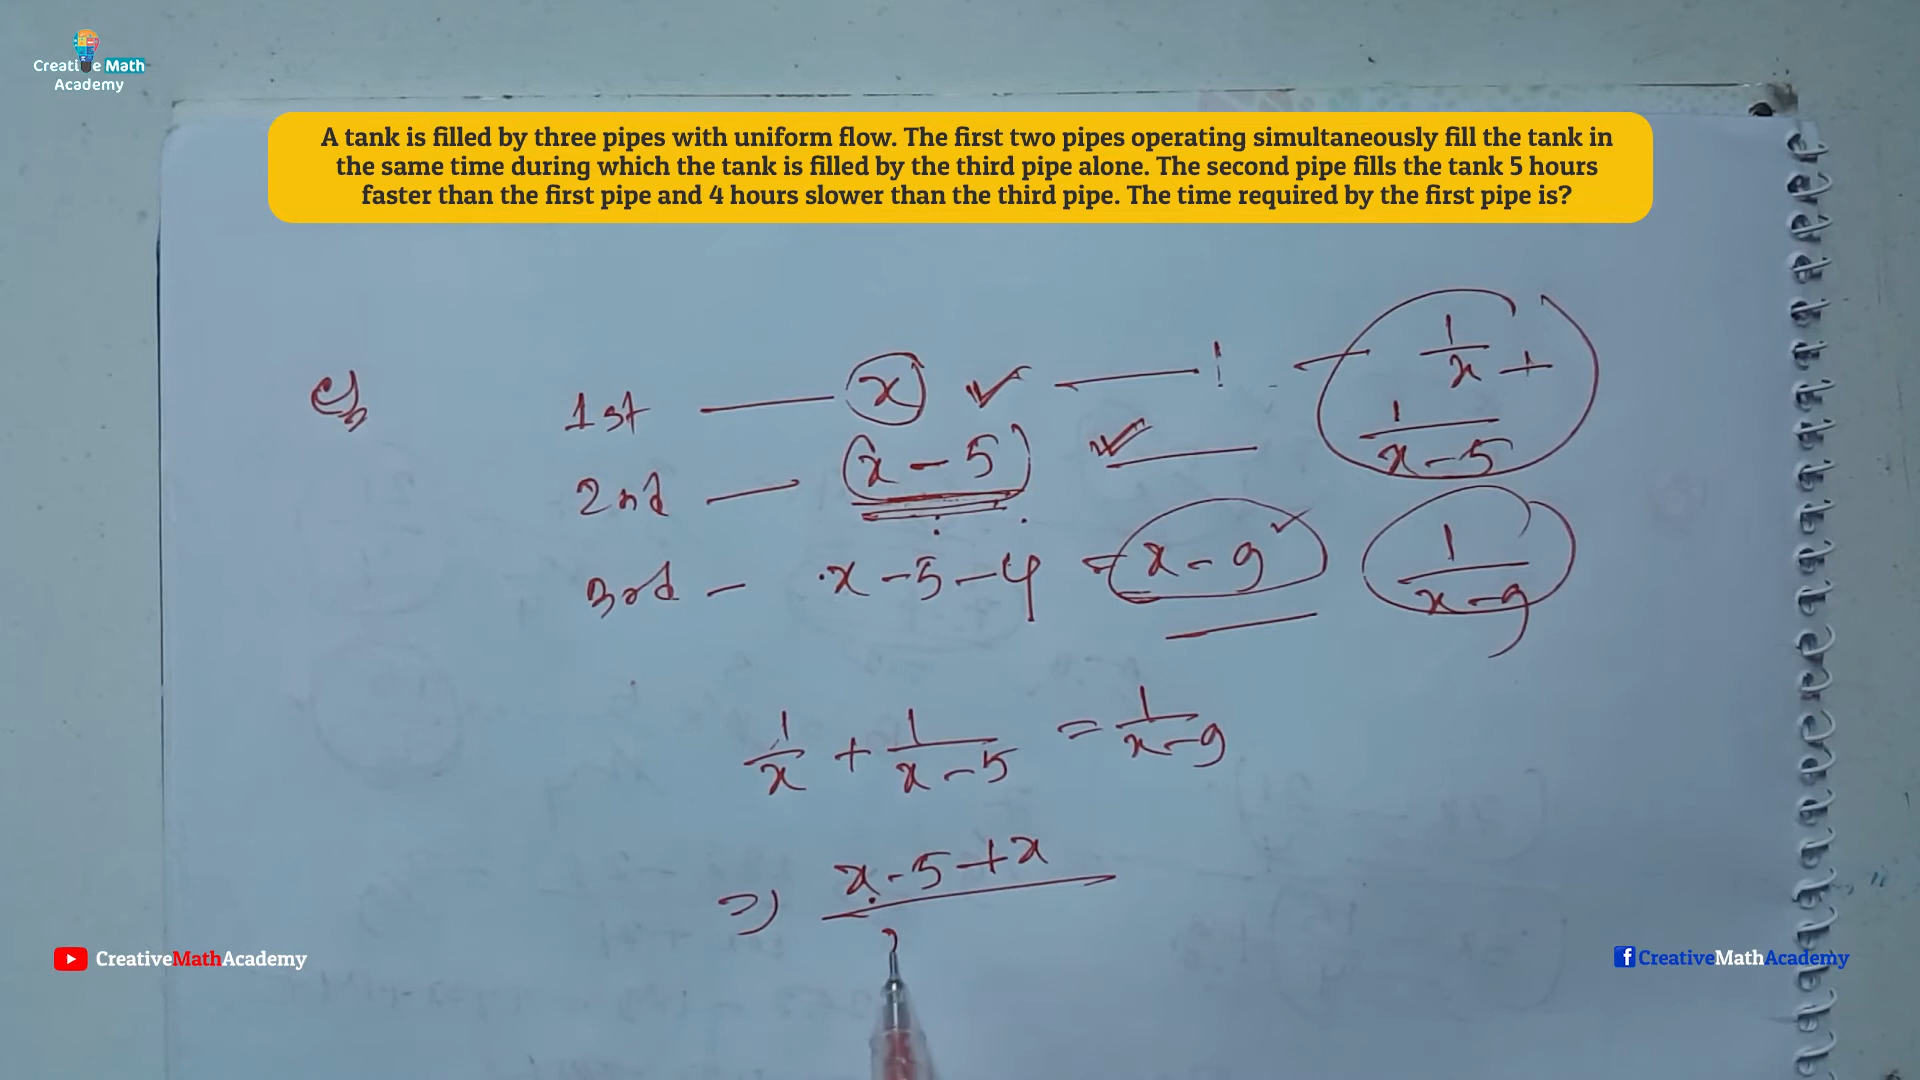 Creative Math
Academy
A tank is filled by three pipes with uniform flow. The first two pipes operating simultaneously fill the tank in
the same time during which the tank is filled by the third pipe alone. The second pipe fills the tank 5 hours
faster than the first pipe and 4 hours slower than the third pipe. The time required by the first pipe is?
1st — x ✓ — 1 — 1/x +
2nd — (x - 5) ✓ — 1/(x - 5)
3rd — x - 5 - 4 = x - 9 ✓ 1/(x - 9)
1/x + 1/(x - 5) = 1/(x - 9)
=> x - 5 + x
CreativeMathAcademy
CreativeMathAcademy